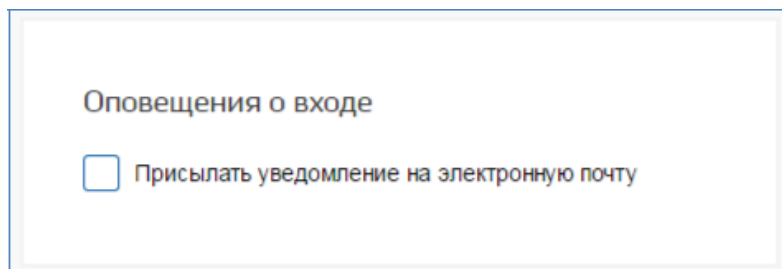 Оповещения о входе
Присылать уведомление на электронную почту